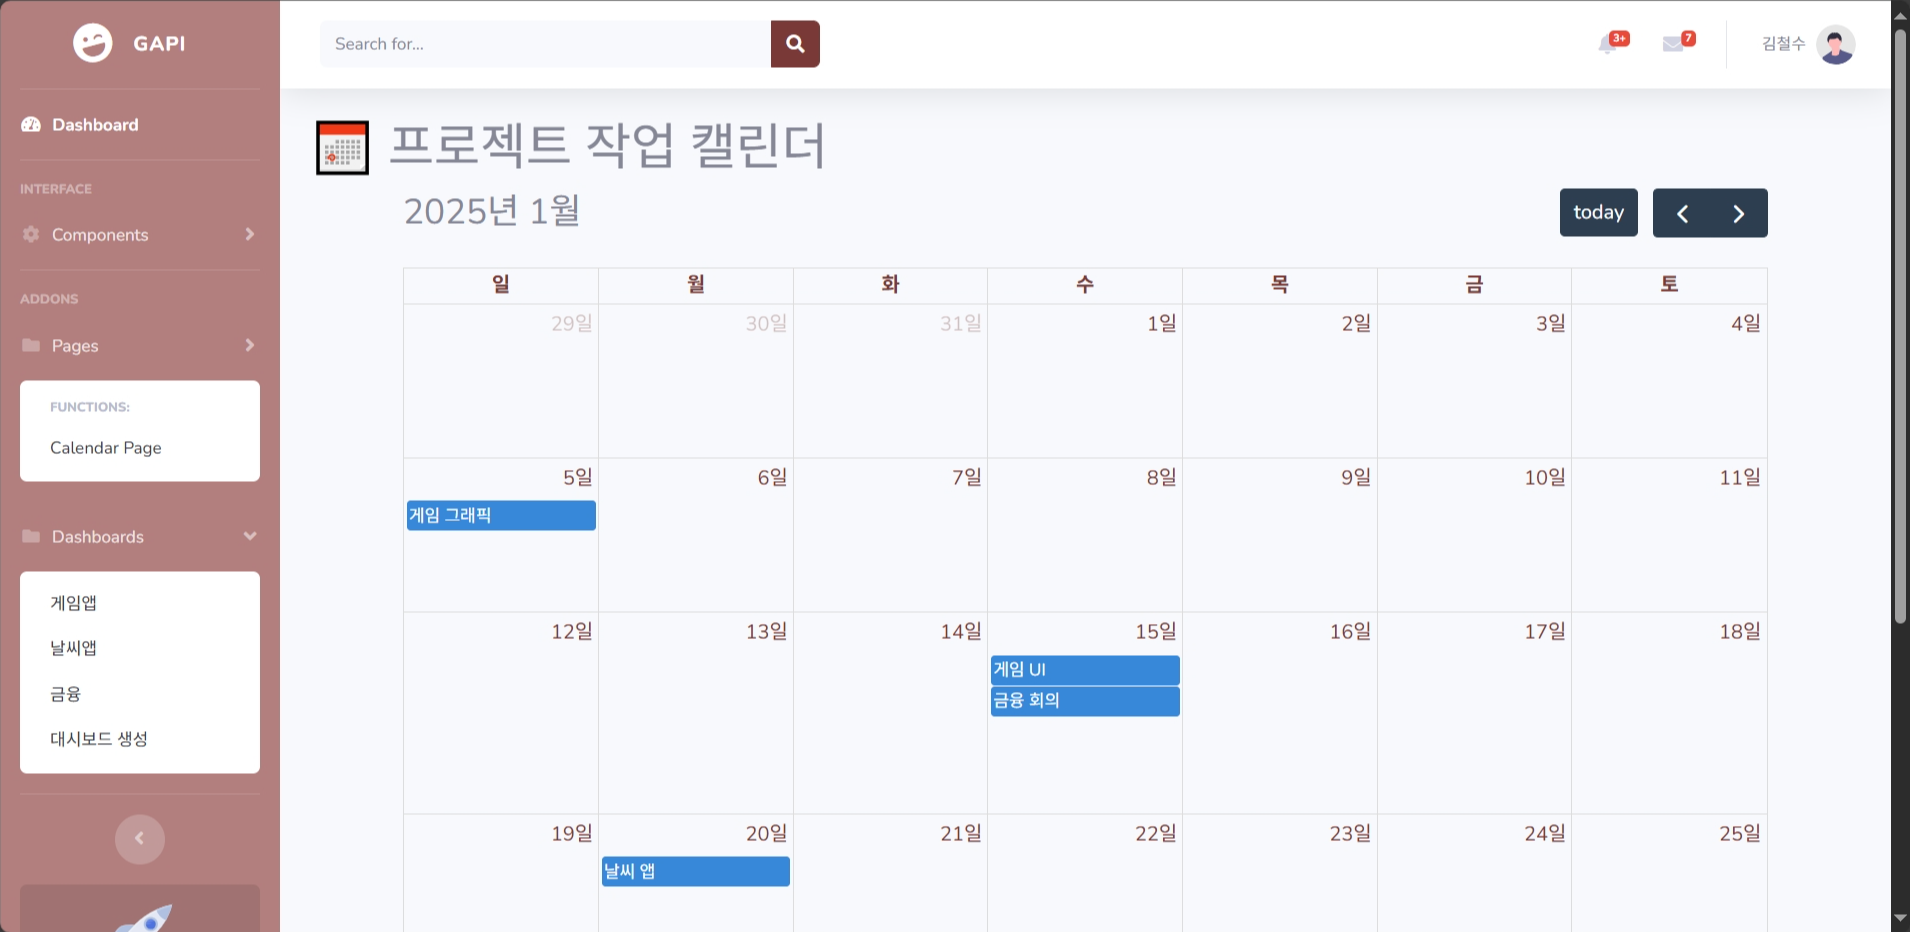 GAPI
Dashboard
INTERFACE
Components
ADDONS
Pages
FUNCTIONS:
Calendar Page
Dashboards
게임앱
날씨앱
금융
대시보드 생성
Search for...
3+
7
김철수
프로젝트 작업 캘린더
2025년 1월
today
일 월 화 수 목 금 토
29일 30일 31일 1일 2일 3일 4일
5일 6일 7일 8일 9일 10일 11일
게임 그래픽
12일 13일 14일 15일 16일 17일 18일
게임 UI
금융 회의
19일 20일 21일 22일 23일 24일 25일
날씨 앱